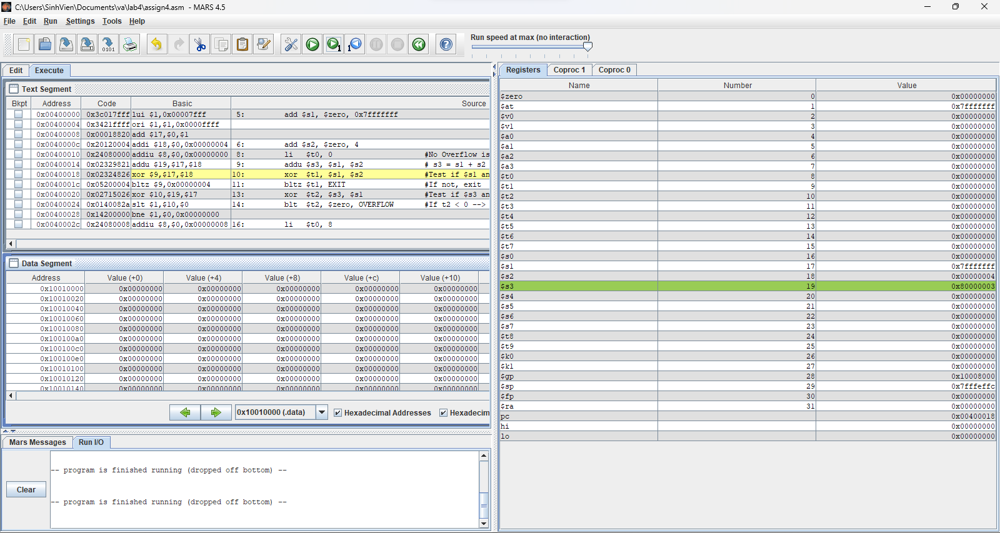 C:\Users\SinhVien\Documents\va\lab4\assign4.asm - MARS 4.5
File Edit Run Settings Tools Help
Run speed at max (no interaction)
Edit Execute
Text Segment
Bkpt Address Code Basic Source
0x00400000 0x3c017fff lui $1,0x00007fff 5: add $s1, $zero, 0x7fffffff
0x00400004 0x3421ffff ori $1,$1,0x0000ffff
0x00400008 0x00018820 add $17,$0,$1
0x0040000c 0x20120004 addi $18,$0,0x00000004 6: add $s2, $zero, 4
0x00400010 0x24080000 addiu $8,$0,0x00000000 8: li $t0, 0 #No Overflow is
0x00400014 0x02329821 addu $19,$17,$18 9: addu $s3, $s1, $s2 # s3 = s1 + s2
0x00400018 0x02324826 xor $9,$17,$18 10: xor $t1, $s1, $s2 #Test if $s1 an
0x0040001c 0x05200004 bltz $9,0x00000004 11: bltz $t1, EXIT #If not, exit
0x00400020 0x02715026 xor $10,$19,$17 13: xor $t2, $s3, $s1 #Test if $s3 an
0x00400024 0x0140082a slt $1,$10,$0 14: blt $t2, $zero, OVERFLOW #If t2 < 0 -->
0x00400028 0x14200000 bne $1,$0,0x00000000
0x0040002c 0x24080008 addiu $8,$0,0x00000008 16: li $t0, 8
Data Segment
Address Value (+0) Value (+4) Value (+8) Value (+c) Value (+10)
0x10010000 0x00000000 0x00000000 0x00000000 0x00000000 0x00000000
0x10010020 0x00000000 0x00000000 0x00000000 0x00000000 0x00000000
0x10010040 0x00000000 0x00000000 0x00000000 0x00000000 0x00000000
0x10010060 0x00000000 0x00000000 0x00000000 0x00000000 0x00000000
0x10010080 0x00000000 0x00000000 0x00000000 0x00000000 0x00000000
0x100100a0 0x00000000 0x00000000 0x00000000 0x00000000 0x00000000
0x100100c0 0x00000000 0x00000000 0x00000000 0x00000000 0x00000000
0x100100e0 0x00000000 0x00000000 0x00000000 0x00000000 0x00000000
0x10010100 0x00000000 0x00000000 0x00000000 0x00000000 0x00000000
0x10010120 0x00000000 0x00000000 0x00000000 0x00000000 0x00000000
0x10010140 0x00000000 0x00000000 0x00000000 0x00000000 0x00000000
0x10010000 (.data) Hexadecimal Addresses Hexadecim
Mars Messages Run I/O
-- program is finished running (dropped off bottom) --
Clear
-- program is finished running (dropped off bottom) --
Registers Coproc 1 Coproc 0
Name Number Value
$zero 0 0x00000000
$at 1 0x7fffffff
$v0 2 0x00000000
$v1 3 0x00000000
$a0 4 0x00000000
$a1 5 0x00000000
$a2 6 0x00000000
$a3 7 0x00000000
$t0 8 0x00000000
$t1 9 0x00000000
$t2 10 0x00000000
$t3 11 0x00000000
$t4 12 0x00000000
$t5 13 0x00000000
$t6 14 0x00000000
$t7 15 0x00000000
$s0 16 0x00000000
$s1 17 0x7fffffff
$s2 18 0x00000004
$s3 19 0x80000003
$s4 20 0x00000000
$s5 21 0x00000000
$s6 22 0x00000000
$s7 23 0x00000000
$t8 24 0x00000000
$t9 25 0x00000000
$k0 26 0x00000000
$k1 27 0x00000000
$gp 28 0x10008000
$sp 29 0x7fffeffc
$fp 30 0x00000000
$ra 31 0x00000000
pc 0x00400018
hi 0x00000000
lo 0x00000000